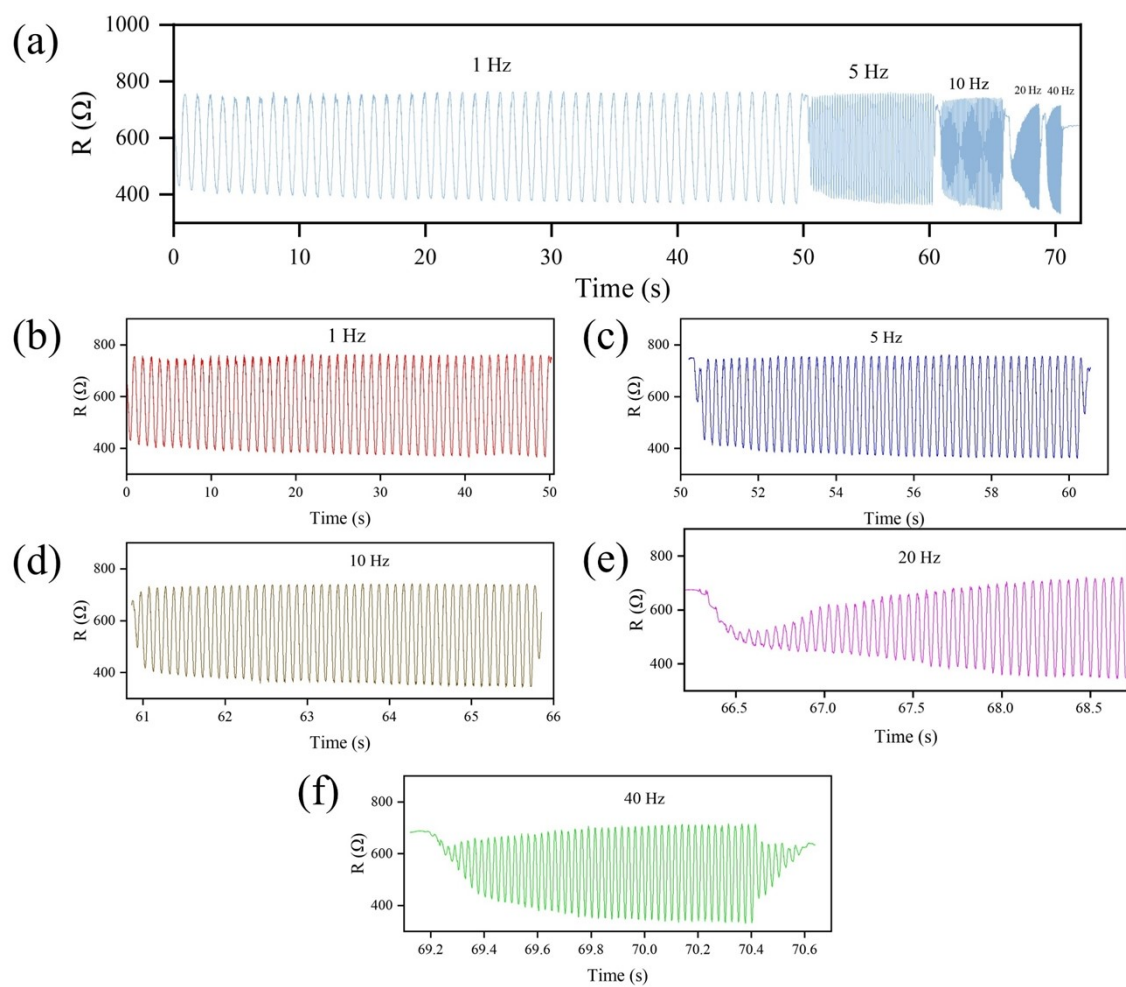 (a)
1000
800
600
400
R (Ω)
1 Hz
5 Hz
10 Hz
20 Hz
40 Hz
0 10 20 30 40 50 60 70
Time (s)
(b)
1 Hz
800
600
400
R (Ω)
0 10 20 30 40 50
Time (s)
(c)
5 Hz
800
600
400
R (Ω)
50 52 54 56 58 60
Time (s)
(d)
10 Hz
800
600
400
R (Ω)
61 62 63 64 65 66
Time (s)
(e)
20 Hz
800
600
400
R (Ω)
66.5 67.0 67.5 68.0 68.5
Time (s)
(f)
40 Hz
800
600
400
R (Ω)
69.2 69.4 69.6 69.8 70.0 70.2 70.4 70.6
Time (s)